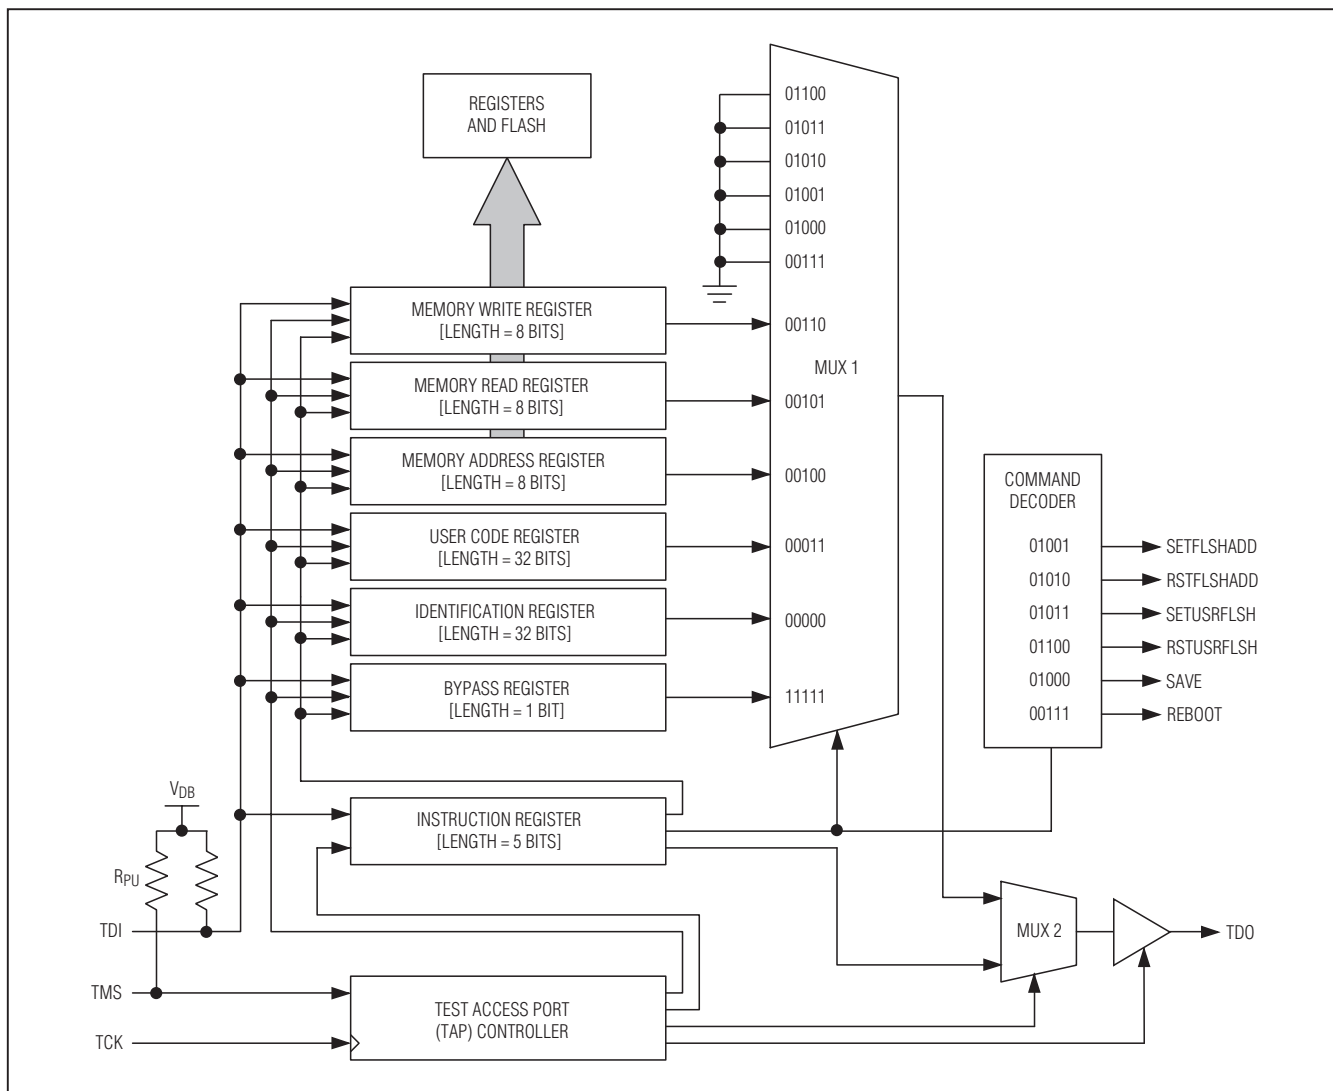 REGISTERS
AND FLASH
01100
01011
01010
01001
01000
00111
MEMORY WRITE REGISTER
[LENGTH = 8 BITS]
00110
MUX 1
MEMORY READ REGISTER
[LENGTH = 8 BITS]
00101
MEMORY ADDRESS REGISTER
[LENGTH = 8 BITS]
00100
USER CODE REGISTER
[LENGTH = 32 BITS]
00011
IDENTIFICATION REGISTER
[LENGTH = 32 BITS]
00000
BYPASS REGISTER
[LENGTH = 1 BIT]
11111
COMMAND
DECODER
01001 SETFLSHADD
01010 RSTFLSHADD
01011 SETUSRFLSH
01100 RSTUSRFLSH
01000 SAVE
00111 REBOOT
VDB
INSTRUCTION REGISTER
[LENGTH = 5 BITS]
RPU
TDI
MUX 2
TDO
TMS
TEST ACCESS PORT
(TAP) CONTROLLER
TCK